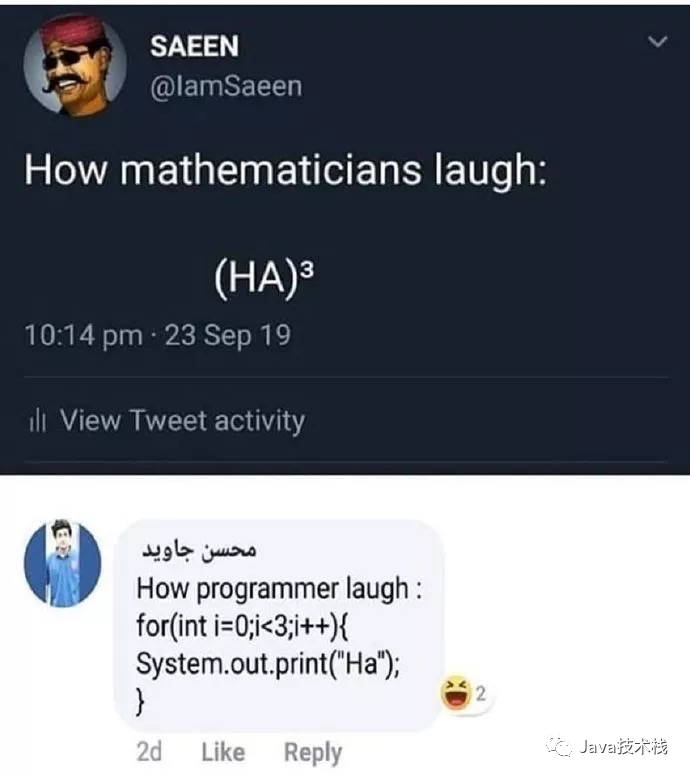 SAEEN
@IamSaeen
How mathematicians laugh:
(HA)³
10:14 pm · 23 Sep 19
View Tweet activity
محسن جاوید
How programmer laugh :
for(int i=0;i<3;i++){
System.out.print("Ha");
}
2
2d Like Reply
Java技术栈